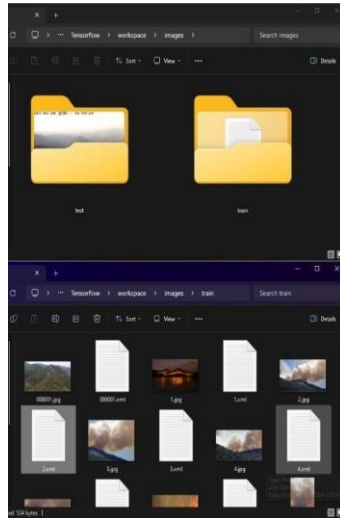 Tensorflow > workspace > images > Search images
Sort View ... Details
test train
Tensorflow > workspace > images > train Search train
Sort View ... Details
000001.jpg 000001.xml 1.jpg 1.xml 2.jpg
2.xml 3.jpg 3.xml 4.jpg 4.xml